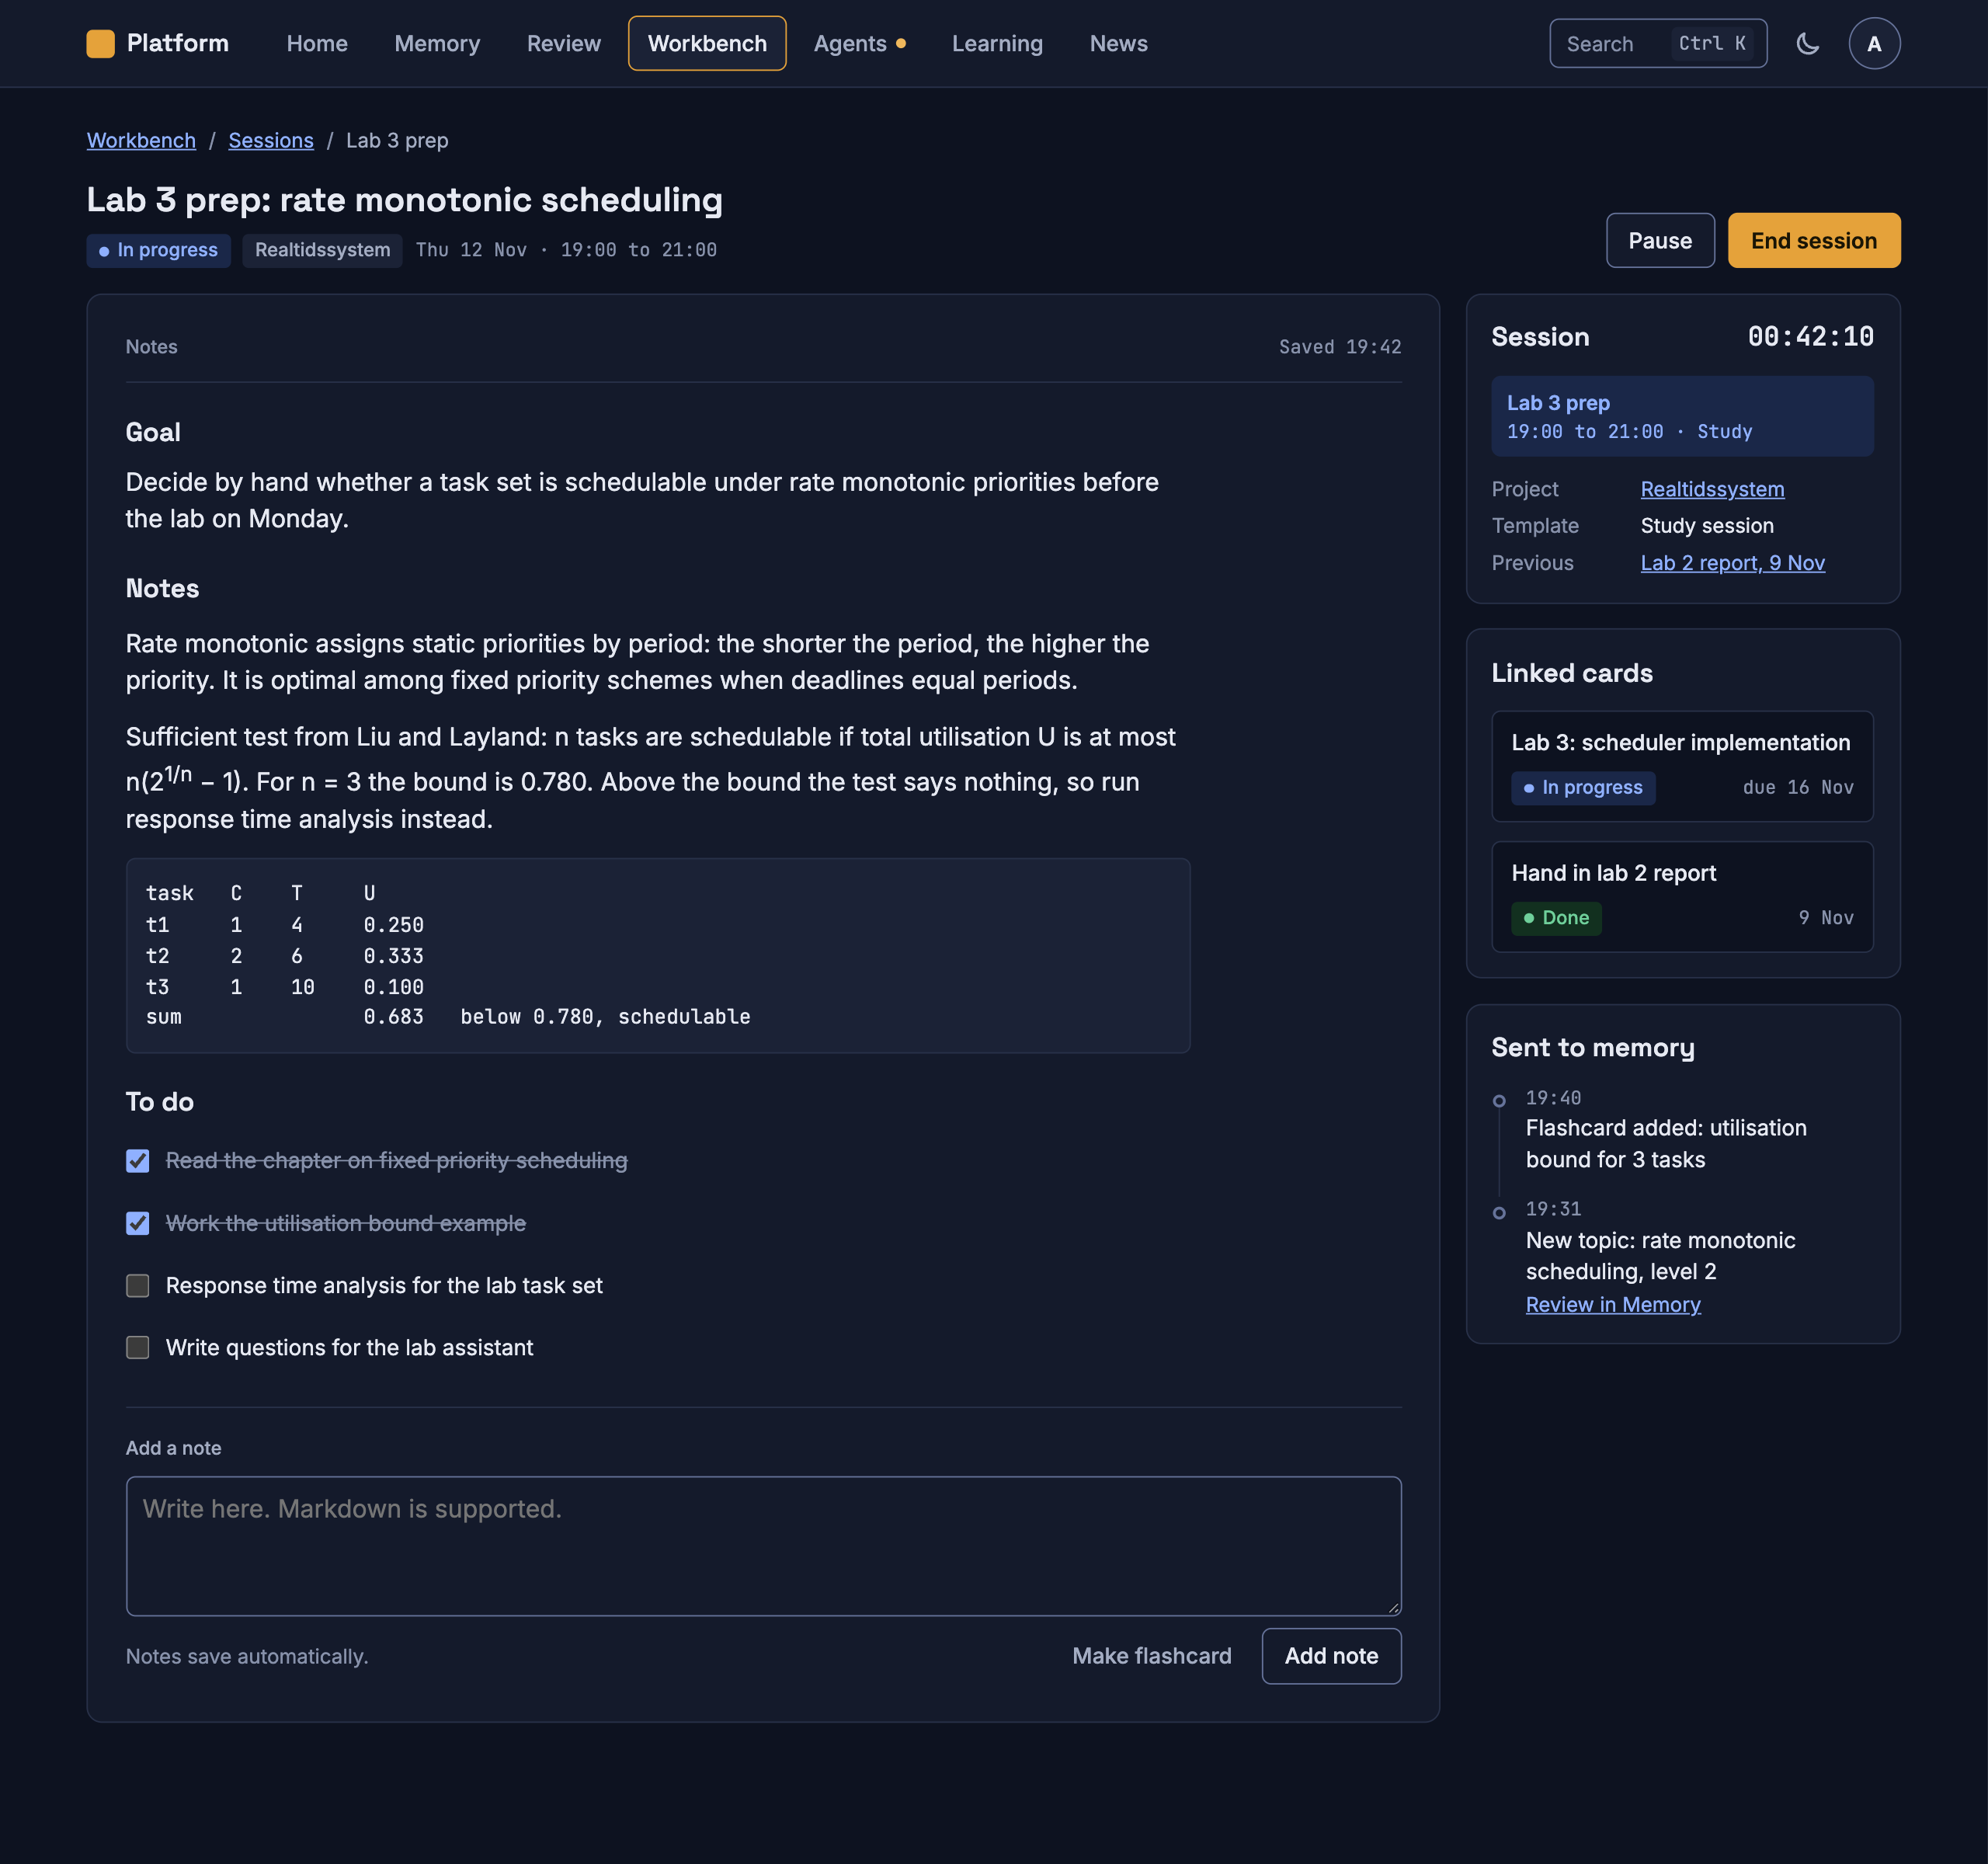 Platform
Home
Memory
Review
Workbench
Agents
Learning
News
Search
Ctrl K
A
Workbench / Sessions / Lab 3 prep
Lab 3 prep: rate monotonic scheduling
In progress
Realtidssystem
Thu 12 Nov · 19:00 to 21:00
Pause
End session
Notes
Saved 19:42
Goal
Decide by hand whether a task set is schedulable under rate monotonic priorities before
the lab on Monday.
Notes
Rate monotonic assigns static priorities by period: the shorter the period, the higher the
priority. It is optimal among fixed priority schemes when deadlines equal periods.
Sufficient test from Liu and Layland: n tasks are schedulable if total utilisation U is at most
n(2^1/n − 1). For n = 3 the bound is 0.780. Above the bound the test says nothing, so run
response time analysis instead.
task C T U
t1 1 4 0.250
t2 2 6 0.333
t3 1 10 0.100
sum 0.683 below 0.780, schedulable
To do
Read the chapter on fixed priority scheduling
Work the utilisation bound example
Response time analysis for the lab task set
Write questions for the lab assistant
Add a note
Write here. Markdown is supported.
Notes save automatically.
Make flashcard
Add note
Session
00:42:10
Lab 3 prep
19:00 to 21:00 · Study
Project Realtidssystem
Template Study session
Previous Lab 2 report, 9 Nov
Linked cards
Lab 3: scheduler implementation
In progress
due 16 Nov
Hand in lab 2 report
Done
9 Nov
Sent to memory
19:40
Flashcard added: utilisation
bound for 3 tasks
19:31
New topic: rate monotonic
scheduling, level 2
Review in Memory